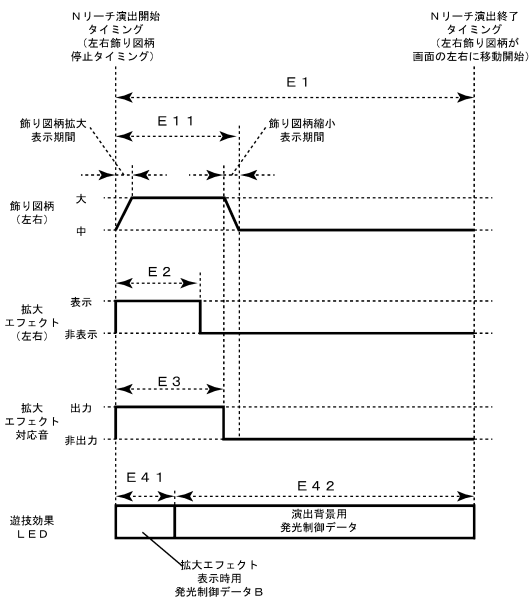 Nリーチ演出開始
タイミング
(左右飾り図柄
停止タイミング)
Nリーチ演出終了
タイミング
(左右飾り図柄が
画面の左右に移動開始)
E1
E11
飾り図柄拡大
表示期間
飾り図柄縮小
表示期間
飾り図柄
(左右)
大
中
E2
拡大
エフェクト
(左右)
表示
非表示
E3
拡大
エフェクト
対応音
出力
非出力
E41
E42
遊技効果
LED
演出背景用
発光制御データ
拡大エフェクト
表示時用
発光制御データB